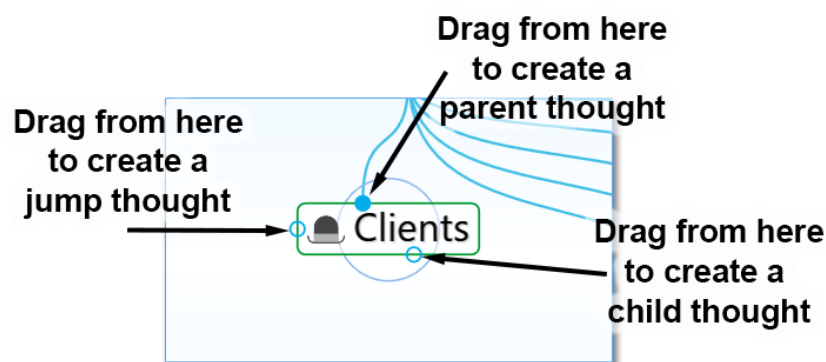 Drag from here
to create a
parent thought
Drag from here
to create a
jump thought
Clients
Drag from here
to create a
child thought